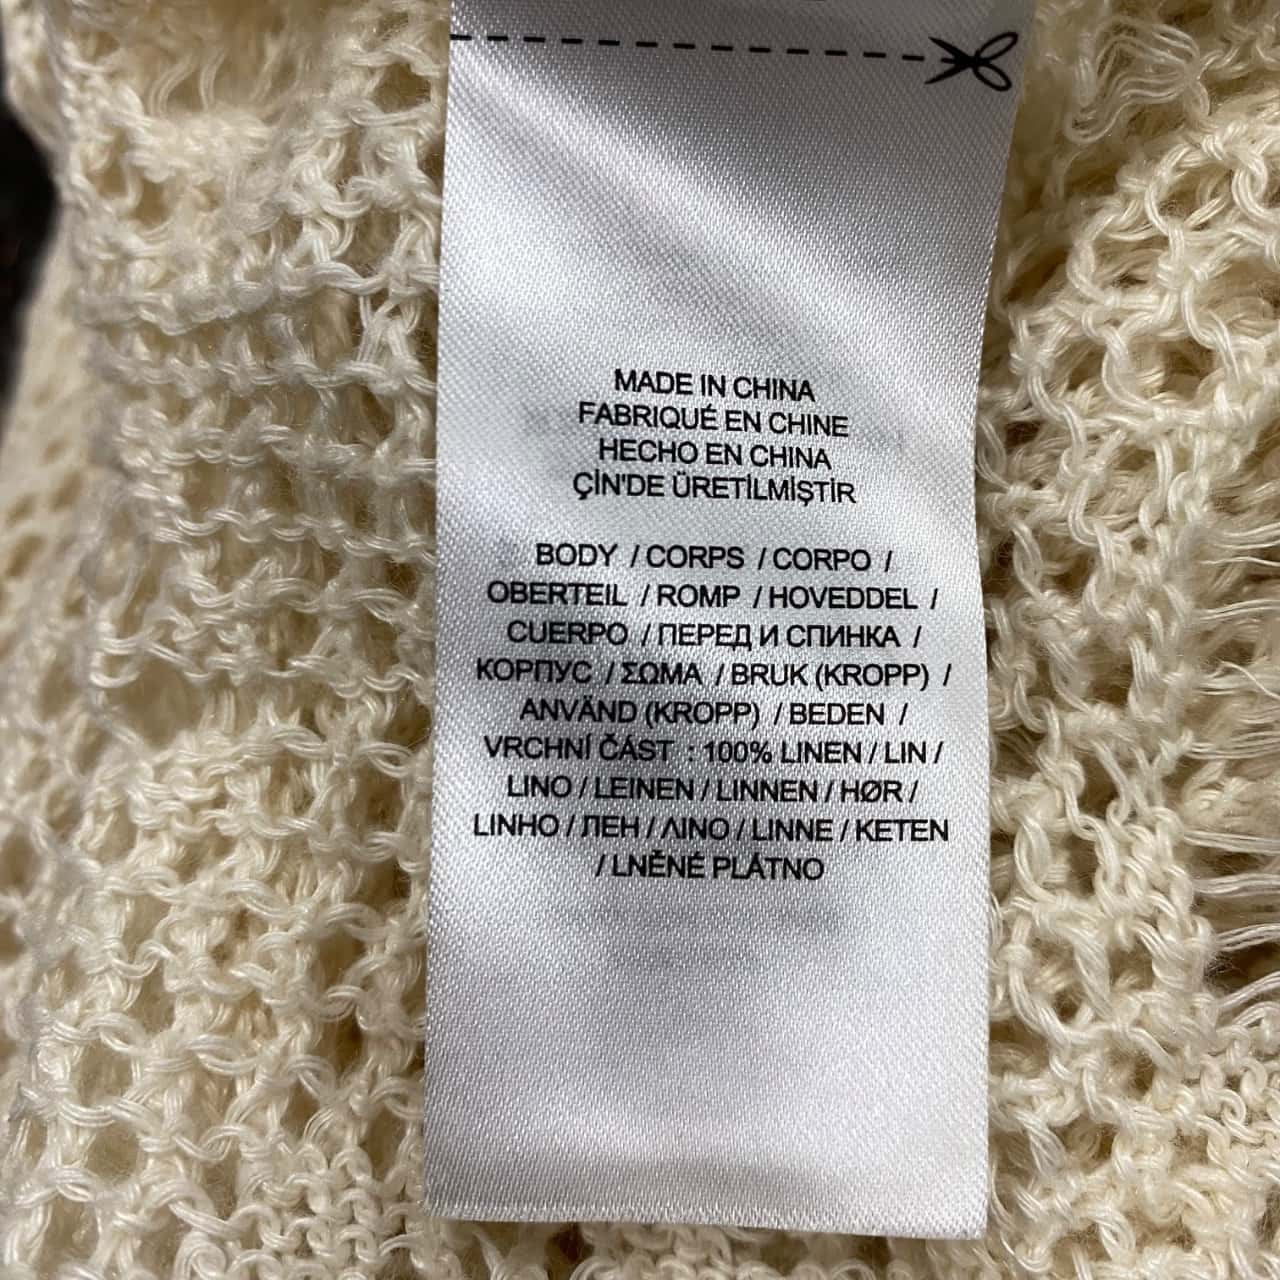 MADE IN CHINA
FABRIQUÉ EN CHINE
HECHO EN CHINA
ÇİN'DE ÜRETİLMİŞTİR
BODY / CORPS / CORPO /
OBERTEIL / ROMP / HOVEDDEL /
CUERPO / ПЕРЕД И СПИНКА /
КОРПУС / ΣΩΜΑ / BRUK (KROPP) /
ANVÄND (KROPP) / BEDEN /
VRCHNÍ ČÁST : 100% LINEN / LIN /
LINO / LEINEN / LINNEN / HØR /
LINHO / ЛЕН / ΛΙΝΟ / LINNE / KETEN
/ LNĚNÉ PLÁTNO